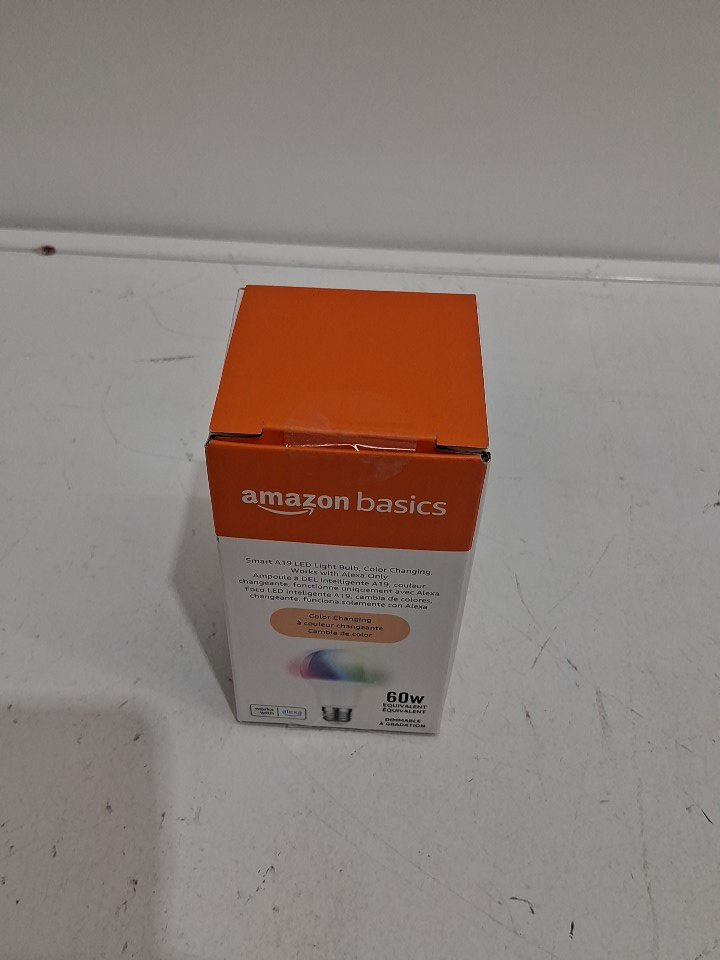 amazon basics
Smart A19 LED Light Bulb, Color Changing,
Works with Alexa Only
Ampoule à DEL intelligente A19, couleur
changeante, fonctionne uniquement avec Alexa
Foco LED inteligente A19, cambia de colores,
changeante, funciona solamente con Alexa
Color Changing
à couleur changeante
Cambia de color
60w
EQUIVALENT
ÉQUIVALENT
DIMMABLE
À GRADATION
works
with
alexa